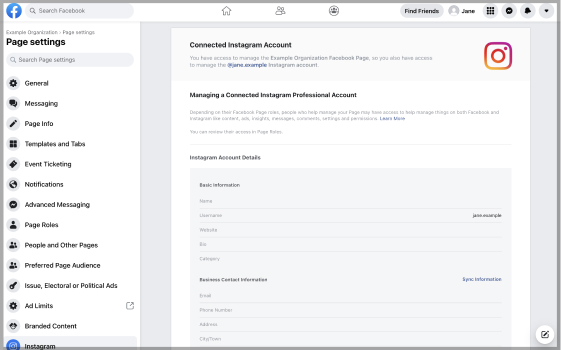 Search Facebook
Find Friends
Jane
Example Organization › Page settings
Page settings
Search Page settings
General
Messaging
Page Info
Templates and Tabs
Event Ticketing
Notifications
Advanced Messaging
Page Roles
People and Other Pages
Preferred Page Audience
Issue, Electoral or Political Ads
Ad Limits
Branded Content
Instagram
Connected Instagram Account
You have access to manage the Example Organization Facebook Page, so you also have access
to manage the @jane.example Instagram account.
Managing a Connected Instagram Professional Account
Depending on their Facebook Page roles, people who help manage your Page may have access to help manage things on both Facebook and
Instagram like content, ads, insights, messages, comments, settings and permissions. Learn More
You can review their access in Page Roles.
Instagram Account Details
Basic Information
Name
Username jane.example
Website
Bio
Category
Business Contact Information Sync Information
Email
Phone Number
Address
City/Town